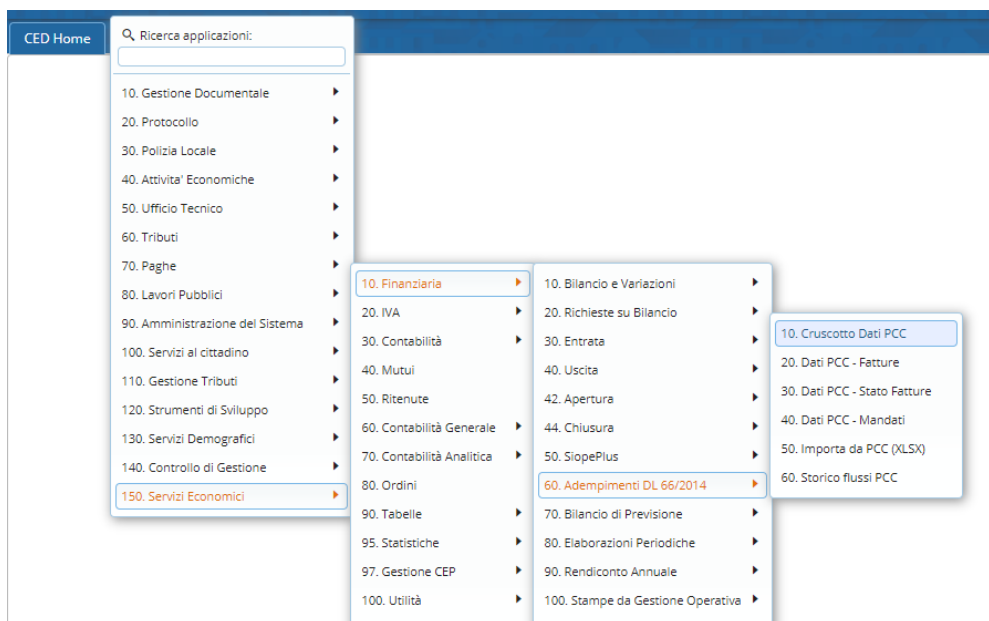 CED Home
Ricerca applicazioni:
10. Gestione Documentale
20. Protocollo
30. Polizia Locale
40. Attivita' Economiche
50. Ufficio Tecnico
60. Tributi
70. Paghe
80. Lavori Pubblici
90. Amministrazione del Sistema
100. Servizi al cittadino
110. Gestione Tributi
120. Strumenti di Sviluppo
130. Servizi Demografici
140. Controllo di Gestione
150. Servizi Economici
10. Finanziaria
20. IVA
30. Contabilità
40. Mutui
50. Ritenute
60. Contabilità Generale
70. Contabilità Analitica
80. Ordini
90. Tabelle
95. Statistiche
97. Gestione CEP
100. Utilità
10. Bilancio e Variazioni
20. Richieste su Bilancio
30. Entrata
40. Uscita
42. Apertura
44. Chiusura
50. SiopePlus
60. Adempimenti DL 66/2014
70. Bilancio di Previsione
80. Elaborazioni Periodiche
90. Rendiconto Annuale
100. Stampe da Gestione Operativa
10. Cruscotto Dati PCC
20. Dati PCC - Fatture
30. Dati PCC - Stato Fatture
40. Dati PCC - Mandati
50. Importa da PCC (XLSX)
60. Storico flussi PCC